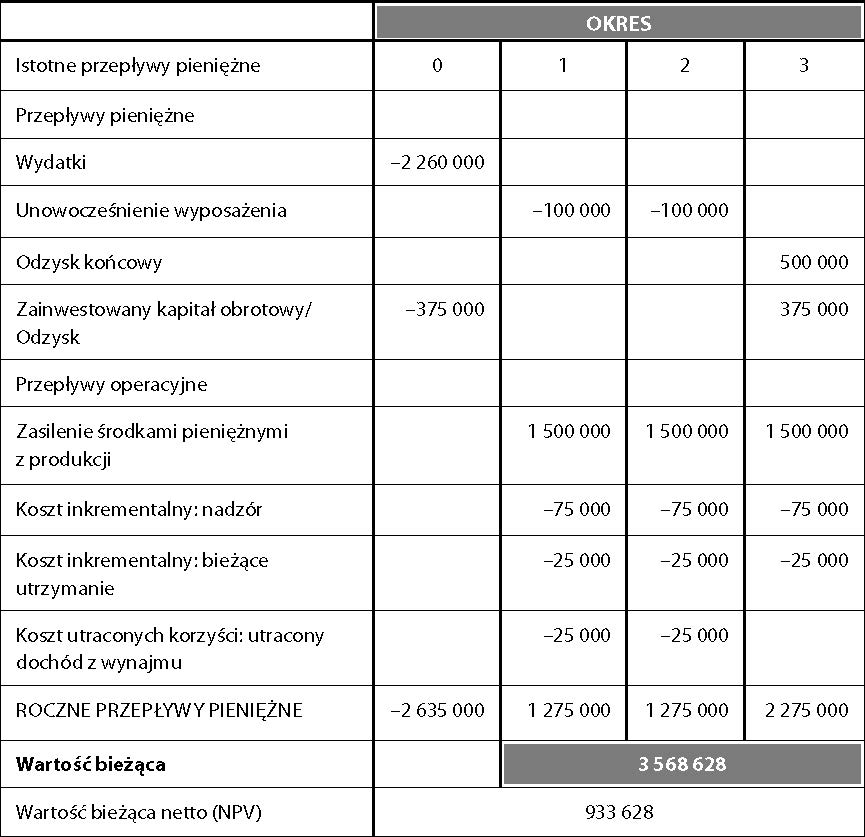 OKRES
Istotne przepływy pieniężne 0 1 2 3
Przepływy pieniężne
Wydatki –2 260 000
Unowocześnienie wyposażenia –100 000 –100 000
Odzysk końcowy 500 000
Zainwestowany kapitał obrotowy/ –375 000 375 000
Odzysk
Przepływy operacyjne
Zasilenie środkami pieniężnymi 1 500 000 1 500 000 1 500 000
z produkcji
Koszt inkrementalny: nadzór –75 000 –75 000 –75 000
Koszt inkrementalny: bieżące –25 000 –25 000 –25 000
utrzymanie
Koszt utraconych korzyści: utracony –25 000 –25 000
dochód z wynajmu
ROCZNE PRZEPŁYWY PIENIĘŻNE –2 635 000 1 275 000 1 275 000 2 275 000
Wartość bieżąca 3 568 628
Wartość bieżąca netto (NPV) 933 628